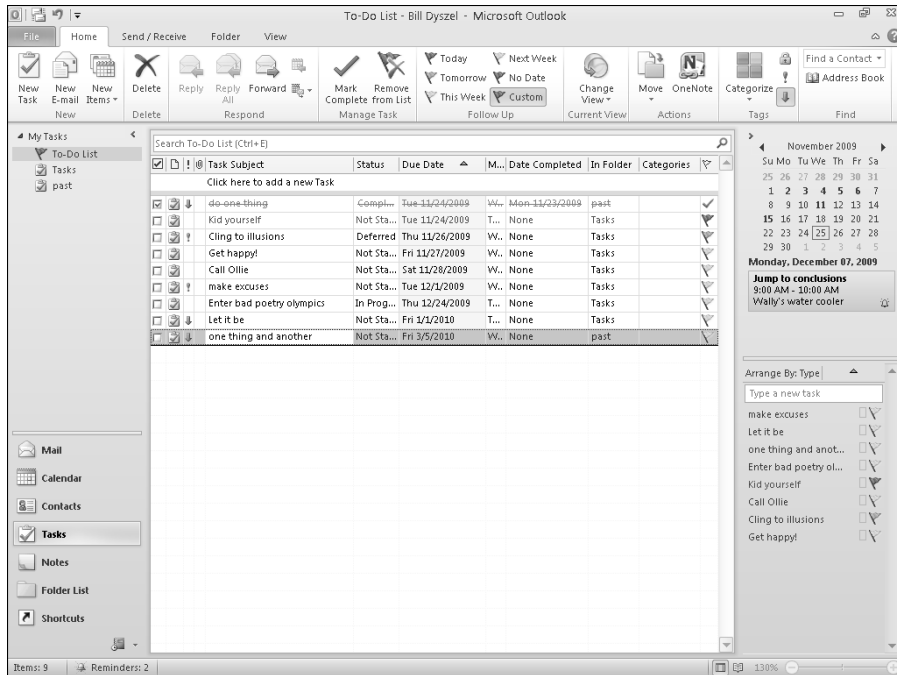 To-Do List - Bill Dyszel - Microsoft Outlook
File Home Send / Receive Folder View
New Task
New E-mail
New Items
New
Delete
Delete
Reply
Reply All
Forward
Respond
Mark Complete
Remove from List
Manage Task
Today
Tomorrow
This Week
Next Week
No Date
Custom
Follow Up
Change View
Current View
Move
OneNote
Actions
Categorize
Tags
Find a Contact
Address Book
Find
My Tasks
To-Do List
Tasks
past
Search To-Do List (Ctrl+E)
Task Subject Status Due Date M... Date Completed In Folder Categories
Click here to add a new Task
do one thing Compl... Tue 11/24/2009 W... Mon 11/23/2009 past
Kid yourself Not Sta... Tue 11/24/2009 T... None Tasks
Cling to illusions Deferred Thu 11/26/2009 W... None Tasks
Get happy! Not Sta... Fri 11/27/2009 W... None Tasks
Call Ollie Not Sta... Sat 11/28/2009 W... None Tasks
make excuses Not Sta... Tue 12/1/2009 W... None Tasks
Enter bad poetry olympics In Prog... Thu 12/24/2009 T... None Tasks
Let it be Not Sta... Fri 1/1/2010 T... None Tasks
one thing and another Not Sta... Fri 3/5/2010 W... None past
November 2009
Su Mo Tu We Th Fr Sa
25 26 27 28 29 30 31
1 2 3 4 5 6 7
8 9 10 11 12 13 14
15 16 17 18 19 20 21
22 23 24 25 26 27 28
29 30 1 2 3 4 5
Monday, December 07, 2009
Jump to conclusions
9:00 AM - 10:00 AM
Wally's water cooler
Arrange By: Type
Type a new task
make excuses
Let it be
one thing and anot...
Enter bad poetry ol...
Kid yourself
Call Ollie
Cling to illusions
Get happy!
Mail
Calendar
Contacts
Tasks
Notes
Folder List
Shortcuts
Items: 9 Reminders: 2 130%